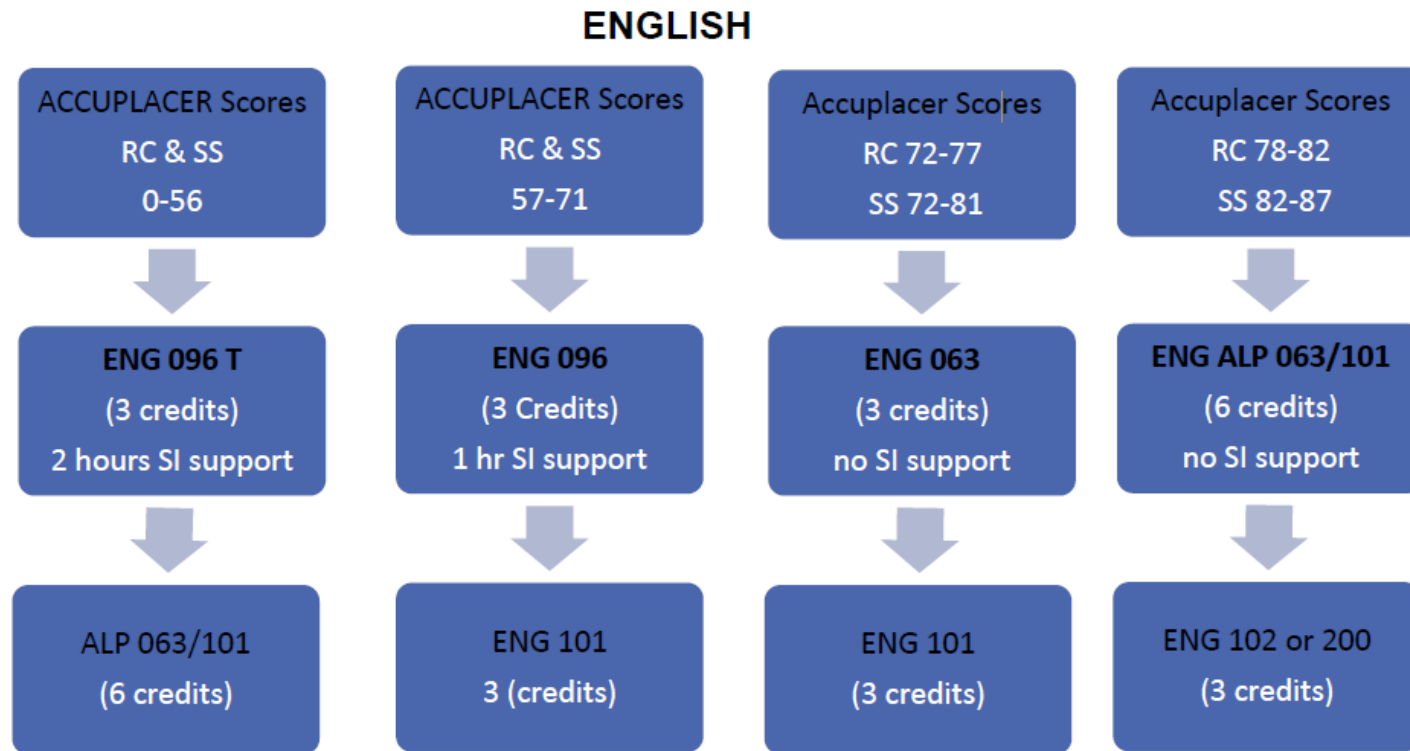 ENGLISH
ACCUPLACER Scores
RC & SS
0-56
ENG 096 T
(3 credits)
2 hours SI support
ALP 063/101
(6 credits)
ACCUPLACER Scores
RC & SS
57-71
ENG 096
(3 Credits)
1 hr SI support
ENG 101
3 (credits)
Accuplacer Scores
RC 72-77
SS 72-81
ENG 063
(3 credits)
no SI support
ENG 101
(3 credits)
Accuplacer Scores
RC 78-82
SS 82-87
ENG ALP 063/101
(6 credits)
no SI support
ENG 102 or 200
(3 credits)